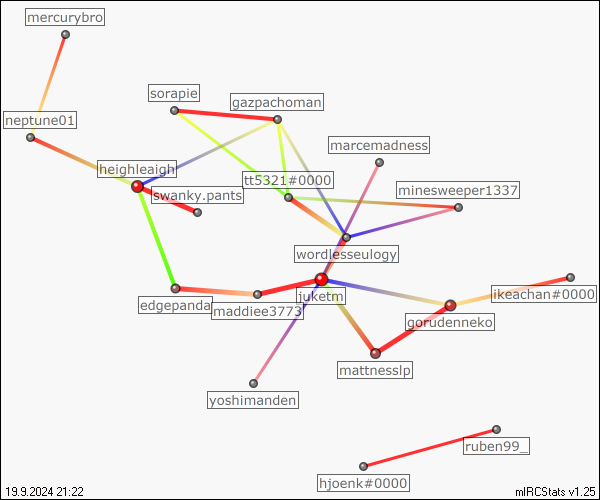 mercurybro
sorapie
gazpachoman
neptune01
marcemadness
heighleaigh
tt5321#0000
swanky.pants
minesweeper1337
wordlesseulogy
edgepanda
maddiee3773
juketm
ikeachan#0000
gorudenneko
mattnesslp
yoshimanden
ruben99_
hjoenk#0000
19.9.2024 21:22
mIRCStats v1.25